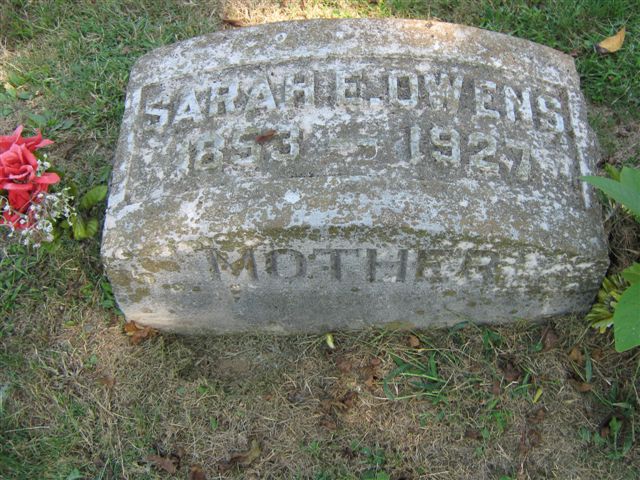 SARAH E. OWENS
1853 - 1927
MOTHER